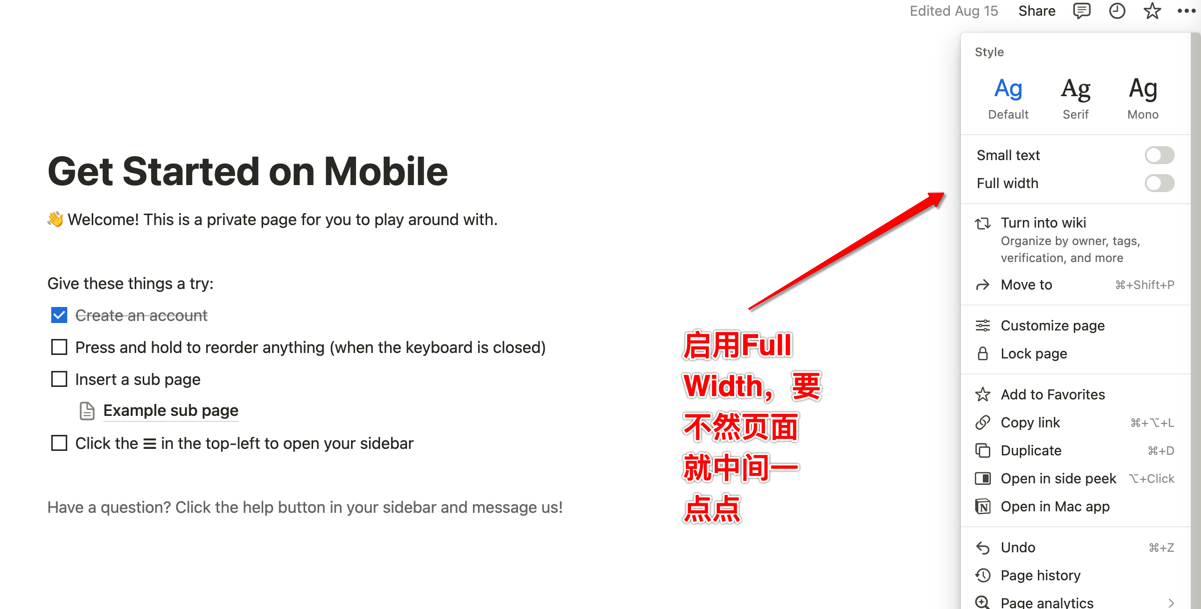 Edited Aug 15 Share
Style
Ag Ag Ag
Default Serif Mono
Small text
Full width
Turn into wiki
Organize by owner, tags,
verification, and more
Move to ⌘+Shift+P
Customize page
Lock page
Add to Favorites
Copy link ⌘+⌥+L
Duplicate ⌘+D
Open in side peek ⌥+Click
Open in Mac app
Undo ⌘+Z
Page history
Page analytics
Get Started on Mobile
👋 Welcome! This is a private page for you to play around with.
Give these things a try:
Create an account
Press and hold to reorder anything (when the keyboard is closed)
Insert a sub page
Example sub page
Click the ☰ in the top-left to open your sidebar
Have a question? Click the help button in your sidebar and message us!
启用Full
Width，要
不然页面
就中间一
点点